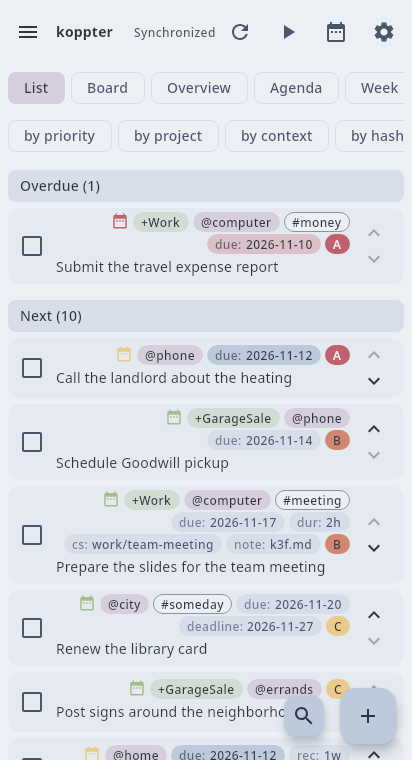 koppter Synchronized
List Board Overview Agenda Week
by priority by project by context by hash
Overdue (1)
+Work @computer #money
due: 2026-11-10 A
Submit the travel expense report
Next (10)
@phone due: 2026-11-12 A
Call the landlord about the heating
+GarageSale @phone
due: 2026-11-14 B
Schedule Goodwill pickup
+Work @computer #meeting
due: 2026-11-17 dur: 2h
cs: work/team-meeting note: k3f.md B
Prepare the slides for the team meeting
@city #someday due: 2026-11-20
deadline: 2026-11-27 C
Renew the library card
+GarageSale @errands C
Post signs around the neighborho
@home due: 2026-11-12 rec: 1w